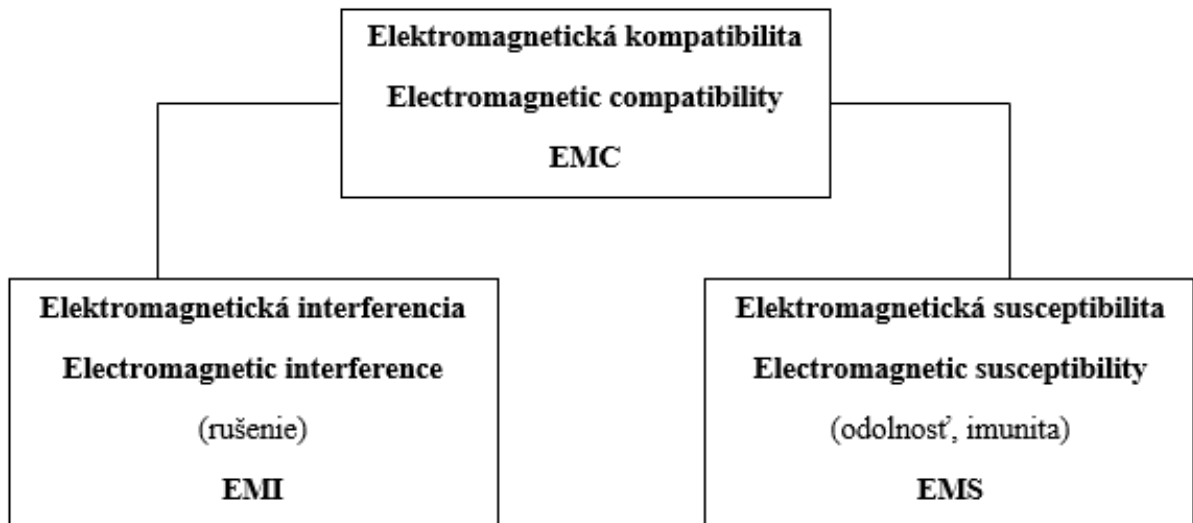 Elektromagnetická kompatibilita
Electromagnetic compatibility
EMC
Elektromagnetická interferencia
Electromagnetic interference
(rušenie)
EMI
Elektromagnetická susceptibilita
Electromagnetic susceptibility
(odolnosť, imunita)
EMS